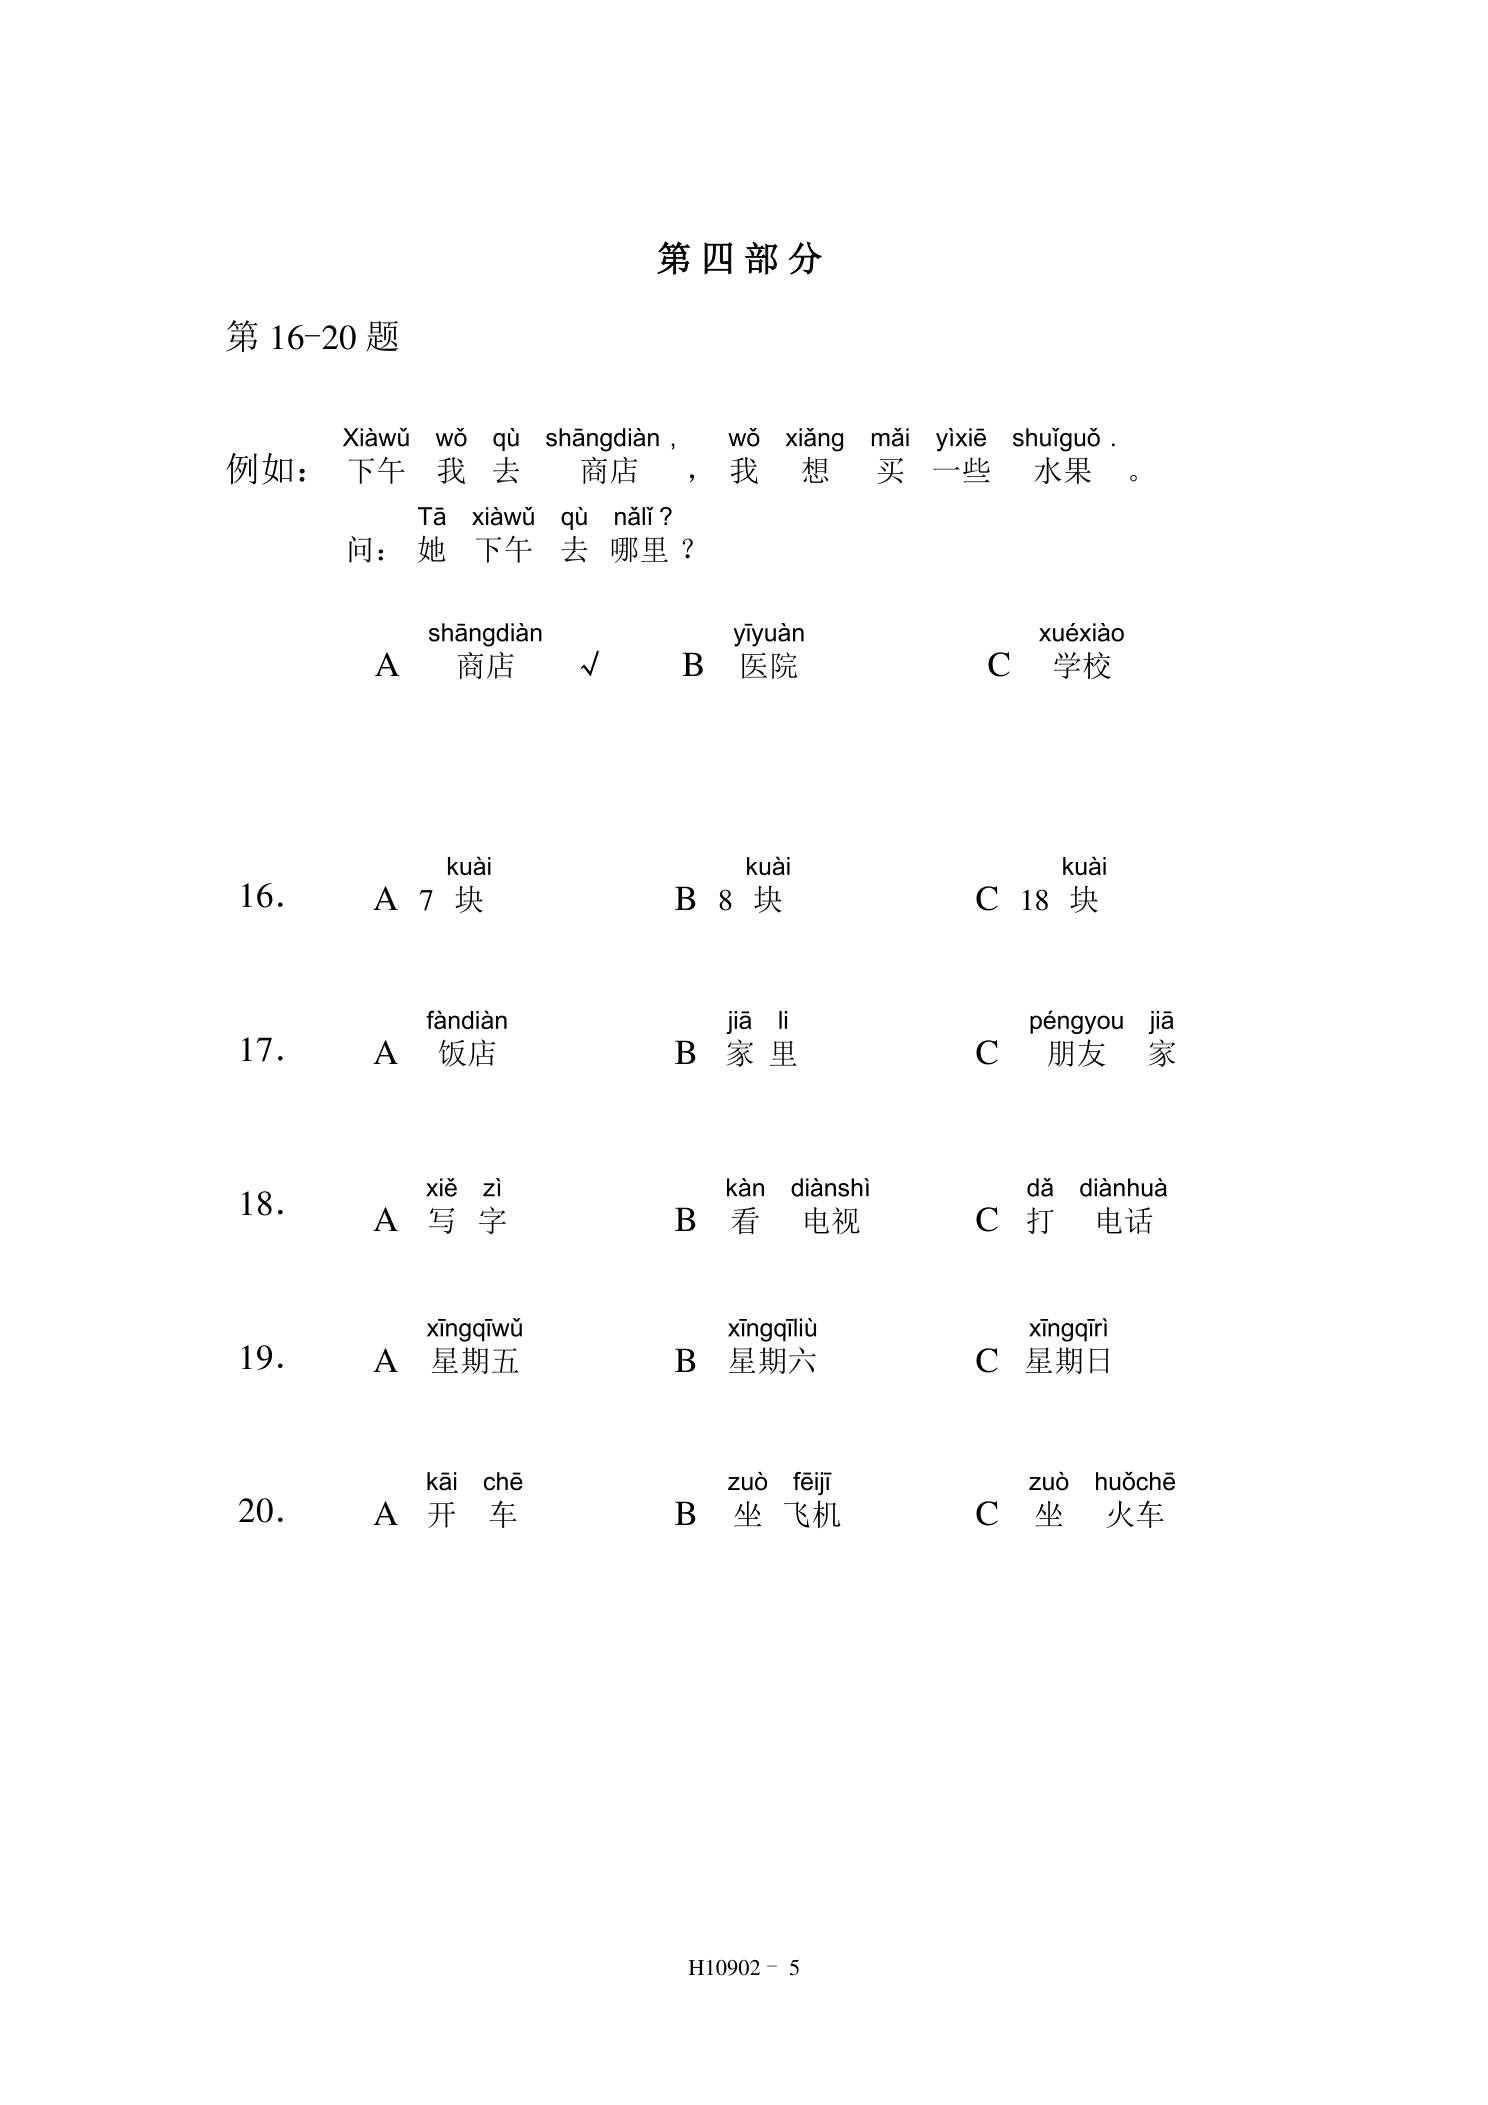 第四部分
第 16-20 题
Xiàwǔ wǒ qù shāngdiàn , wǒ xiǎng mǎi yìxiē shuǐguǒ .
例如： 下午 我 去 商店 ， 我 想 买 一些 水果 。
Tā xiàwǔ qù nǎlǐ ?
问： 她 下午 去 哪里 ？
shāngdiàn yīyuàn xuéxiào
A 商店 √ B 医院 C 学校
kuài kuài kuài
16． A 7 块 B 8 块 C 18 块
fàndiàn jiā li péngyou jiā
17． A 饭店 B 家 里 C 朋友 家
xiě zì kàn diànshì dǎ diànhuà
18． A 写 字 B 看 电视 C 打 电话
xīngqīwǔ xīngqīliù xīngqīrì
19． A 星期五 B 星期六 C 星期日
kāi chē zuò fēijī zuò huǒchē
20． A 开 车 B 坐 飞机 C 坐 火车
H10902 - 5